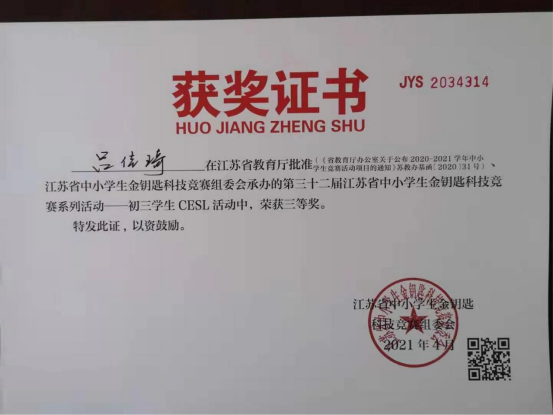 获奖证书
HUO JIANG ZHENG SHU
JYS 2034314
吕倍琦 在江苏省教育厅批准(《省教育厅办公室关于公布2020-2021学年中小学生竞赛活动项目的通知》苏教办基函〔2020〕31号)、
江苏省中小学生金钥匙科技竞赛组委会承办的第三十二届江苏省中小学生金钥匙科技竞
赛系列活动——初三学生CESL活动中，荣获三等奖。
特发此证，以资鼓励。
江苏省中小学生金钥匙
科技竞赛组委会
2021年4月